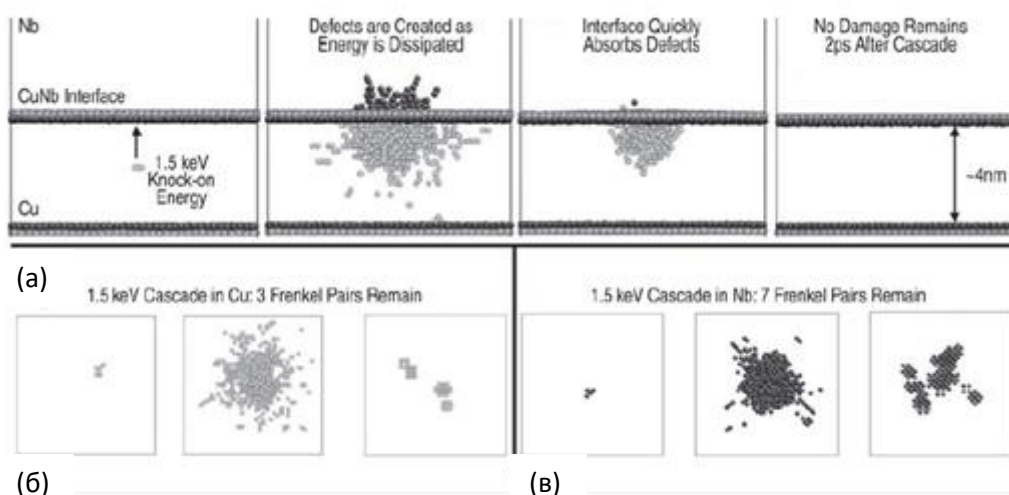 Nb
Defects are Created as
Energy is Dissipated
Interface Quickly
Absorbs Defects
No Damage Remains
2ps After Cascade
CuNb Interface
1.5 keV
Knock-on
Energy
~4nm
Cu
(а)
1.5 keV Cascade in Cu: 3 Frenkel Pairs Remain
1.5 keV Cascade in Nb: 7 Frenkel Pairs Remain
(б)
(в)